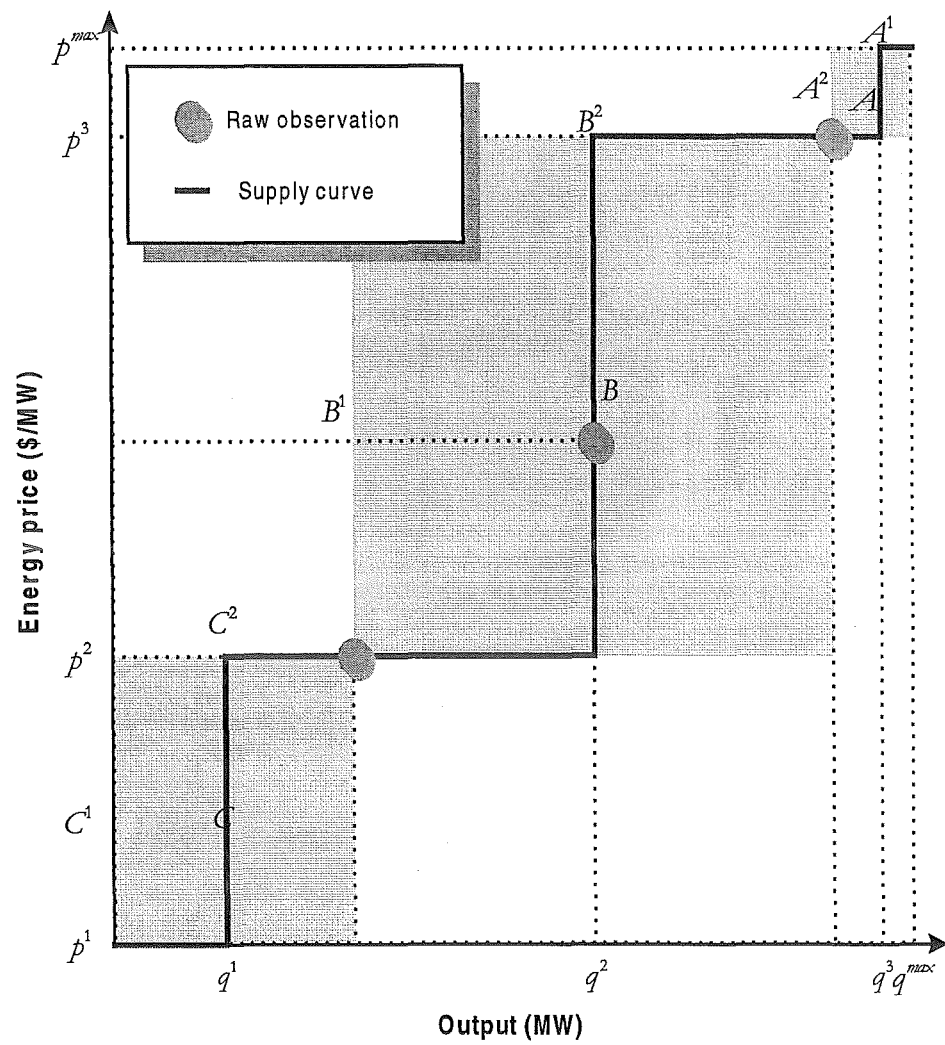 p^max
A^1
A^2
A
Raw observation
B^2
p^3
Supply curve
B
B^1
Energy price ($/MW)
C^2
p^2
C^1
C
p^1
q^1
q^2
q^3 q^max
Output (MW)